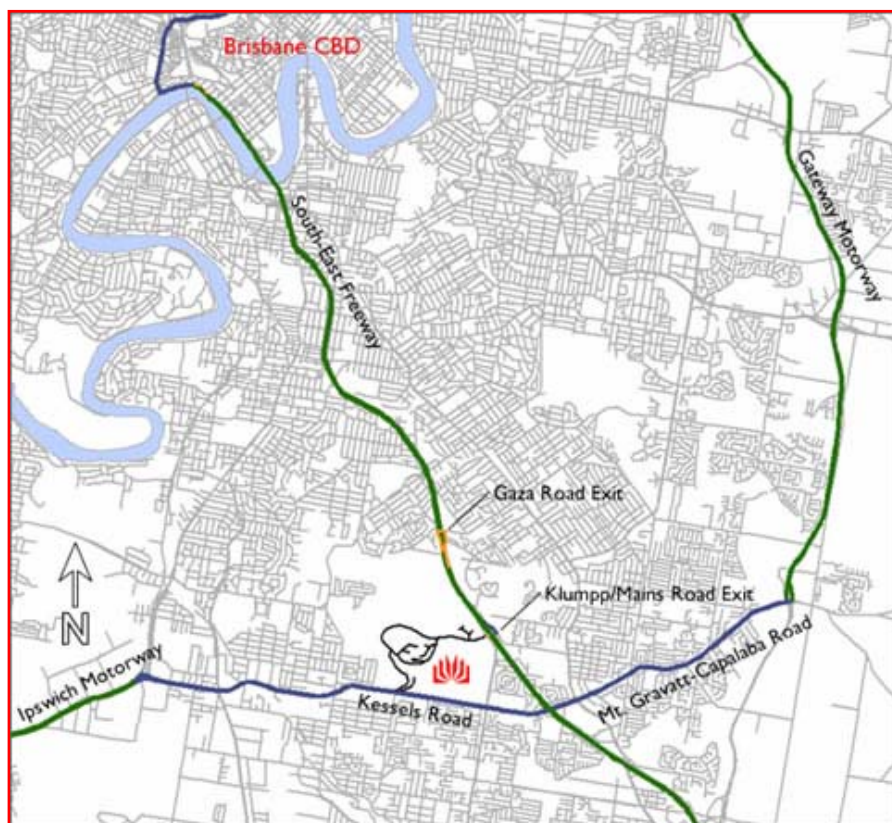 Brisbane CBD
South-East Freeway
Gateway Motorway
Gaza Road Exit
Klumpp/Mains Road Exit
N
Ipswich Motorway
Kessels Road
Mt. Gravatt-Capalaba Road